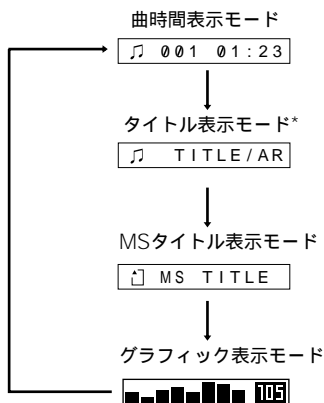 曲時間表示モード
♫ 001 01:23
タイトル表示モード*
♫ TITLE/AR
MSタイトル表示モード
MS TITLE
グラフィック表示モード
105